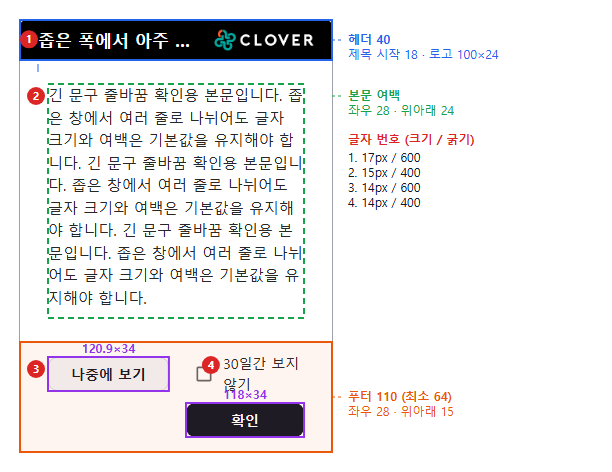 1 좁은 폭에서 아주 ... CLOVER
헤더 40
제목 시작 18 · 로고 100×24
2 긴 문구 줄바꿈 확인용 본문입니다. 좁
은 창에서 여러 줄로 나뉘어도 글자
크기와 여백은 기본값을 유지해야 합
니다. 긴 문구 줄바꿈 확인용 본문입니
다. 좁은 창에서 여러 줄로 나뉘어도
글자 크기와 여백은 기본값을 유지해
야 합니다. 긴 문구 줄바꿈 확인용 본
문입니다. 좁은 창에서 여러 줄로 나뉘
어도 글자 크기와 여백은 기본값을 유
지해야 합니다.
본문 여백
좌우 28 · 위아래 24
글자 번호 (크기 / 굵기)
1. 17px / 600
2. 15px / 400
3. 14px / 600
4. 14px / 400
120.9×34
3 나중에 보기
4 30일간 보지
않기
118×34
확인
푸터 110 (최소 64)
좌우 28 · 위아래 15